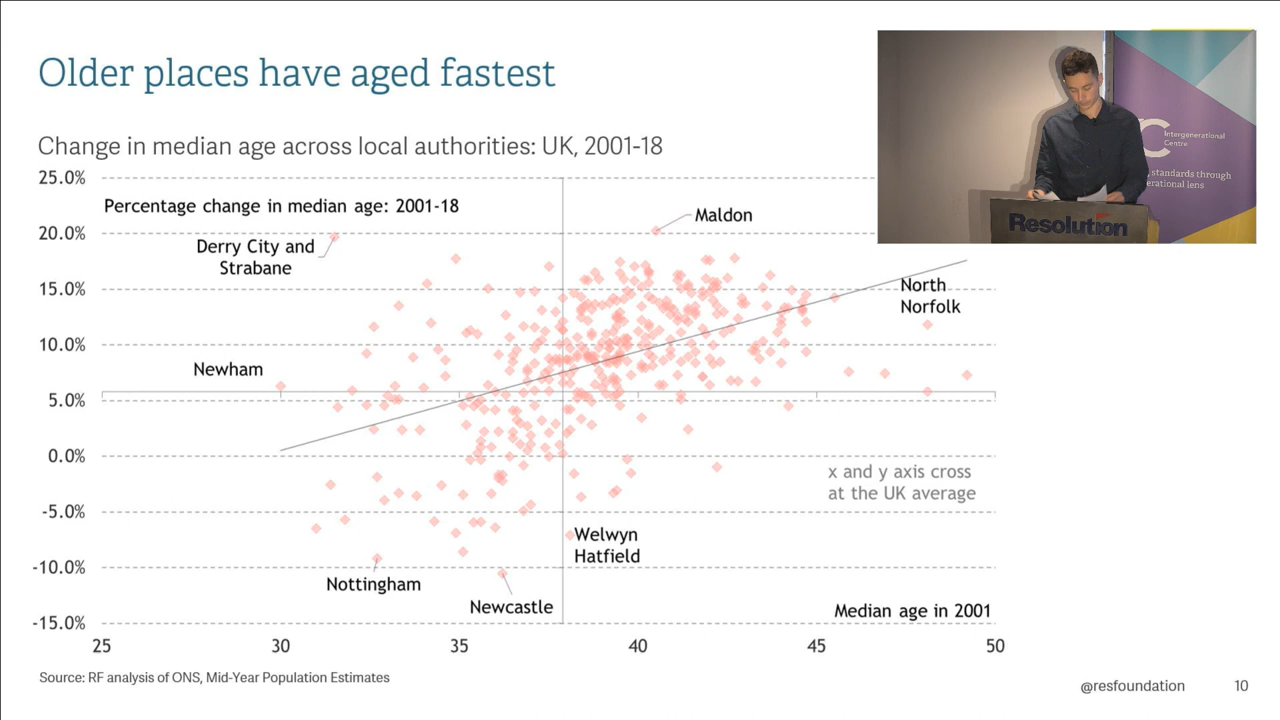 Older places have aged fastest
Change in median age across local authorities: UK, 2001-18
25.0%
Percentage change in median age: 2001-18
20.0%
15.0%
10.0%
5.0%
0.0%
-5.0%
-10.0%
-15.0%
Derry City and
Strabane
Maldon
North
Norfolk
Newham
x and y axis cross
at the UK average
Welwyn
Hatfield
Nottingham
Newcastle
Median age in 2001
25
30
35
40
45
50
Source: RF analysis of ONS, Mid-Year Population Estimates
@resfoundation
10
C
Intergenerational
Centre
standards through
erational lens
Resolution